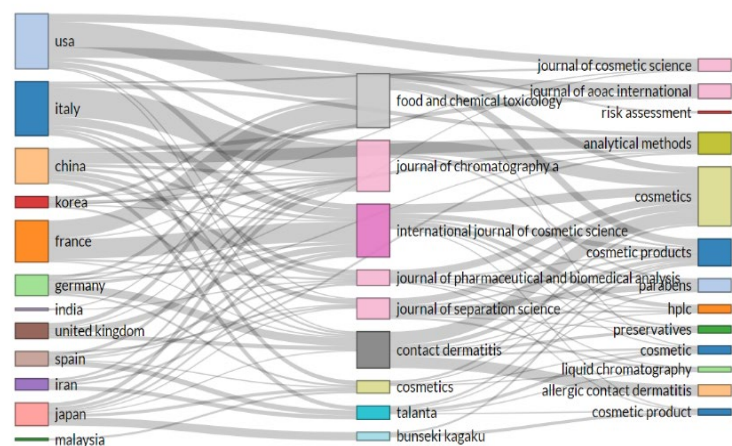 usa
italy
china
korea
france
germany
india
united kingdom
spain
iran
japan
malaysia
food and chemical toxicology
journal of chromatography a
international journal of cosmetic science
journal of pharmaceutical and biomedical analysis
journal of separation science
contact dermatitis
cosmetics
talanta
bunseki kagaku
journal of cosmetic science
journal of aoac international
risk assessment
analytical methods
cosmetics
cosmetic products
parabens
hplc
preservatives
cosmetic
liquid chromatography
allergic contact dermatitis
cosmetic product